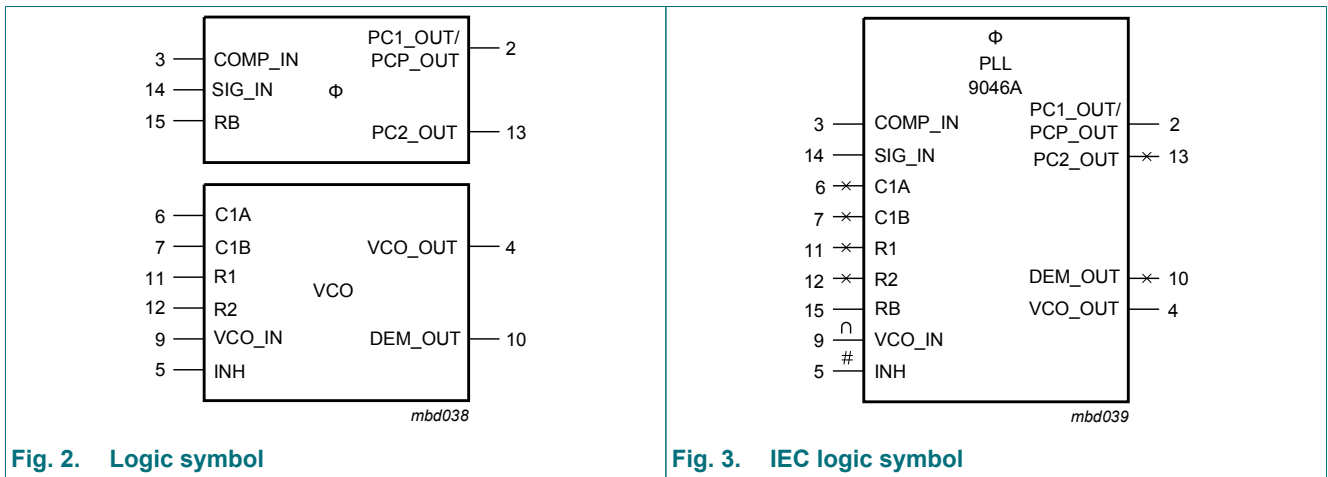 3 COMP_IN
14 SIG_IN Φ
15 RB
PC1_OUT/
PCP_OUT 2
PC2_OUT 13
6 C1A
7 C1B
11 R1
12 R2
9 VCO_IN
5 INH
VCO
VCO_OUT 4
DEM_OUT 10
mbd038
Fig. 2. Logic symbol
Φ
PLL
9046A
3 COMP_IN
14 SIG_IN
6 C1A
7 C1B
11 R1
12 R2
15 RB
9 ∩ VCO_IN
5 # INH
PC1_OUT/
PCP_OUT 2
PC2_OUT 13
DEM_OUT 10
VCO_OUT 4
mbd039
Fig. 3. IEC logic symbol